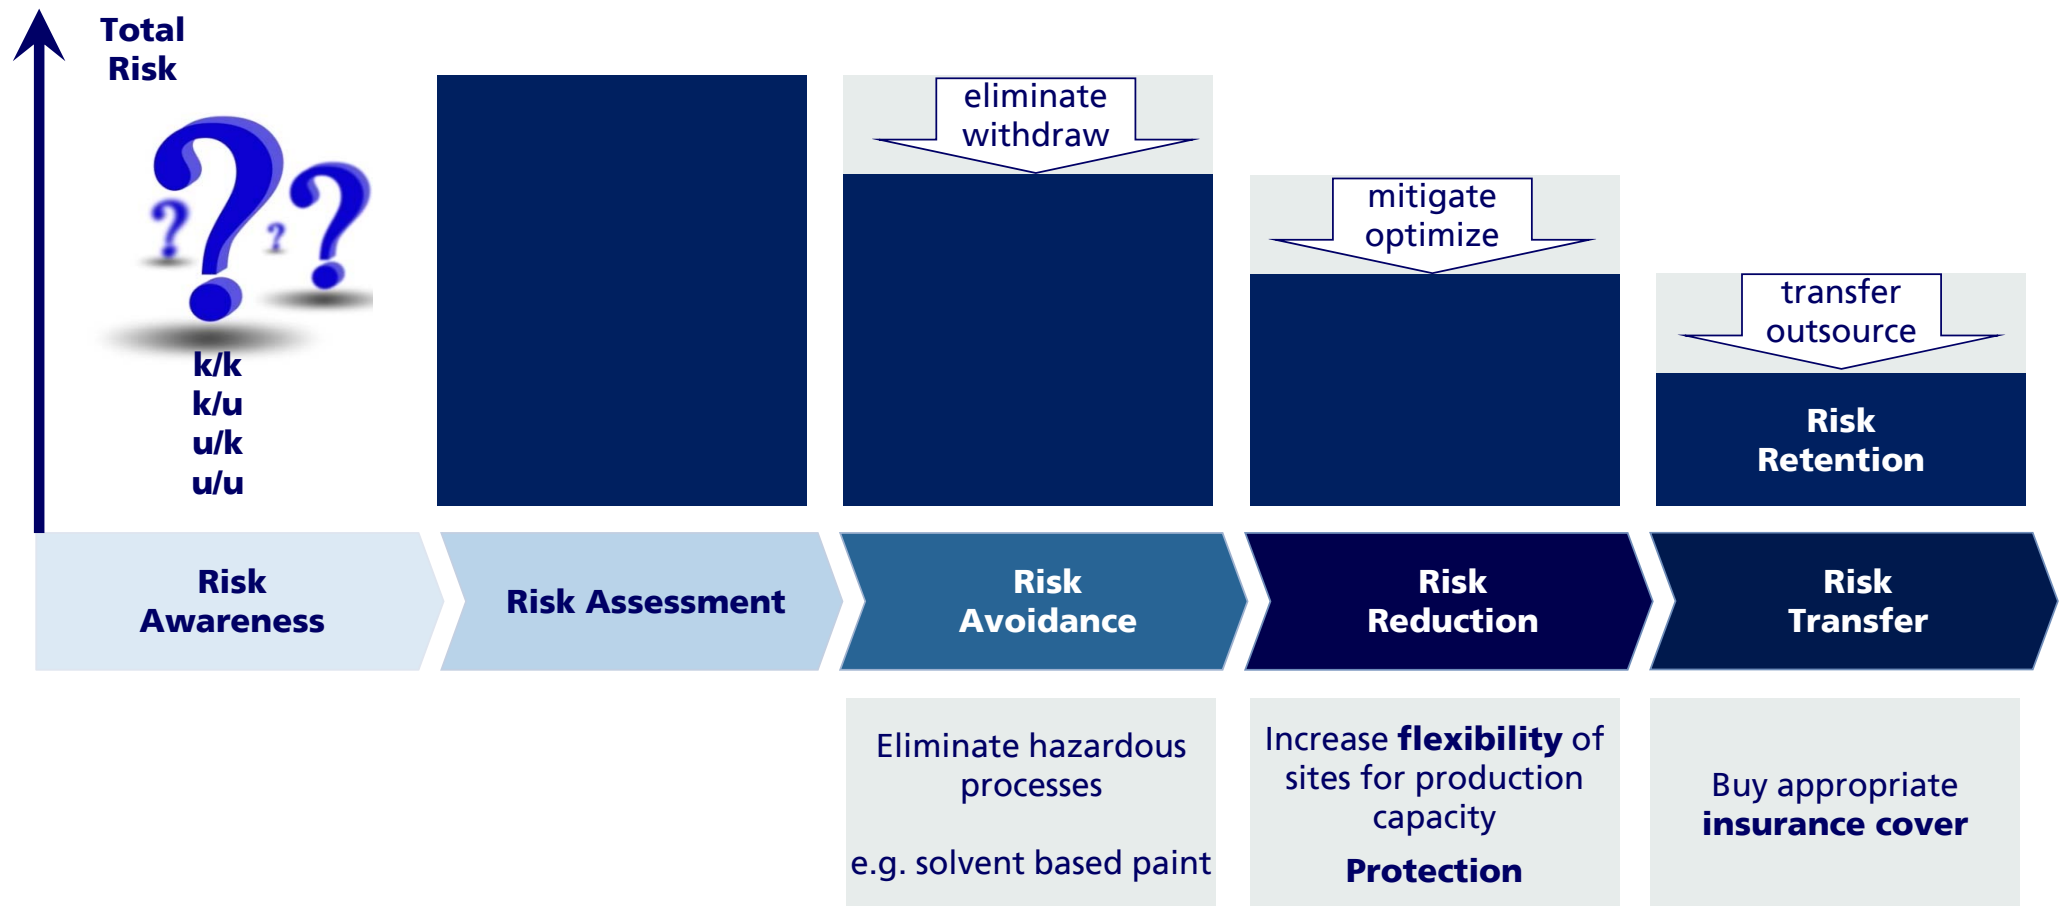 Total
Risk
?
?
?
?
k/k
k/u
u/k
u/u
eliminate
withdraw
mitigate
optimize
transfer
outsource
Risk
Retention
Risk
Awareness
Risk Assessment
Risk
Avoidance
Risk
Reduction
Risk
Transfer
Eliminate hazardous
processes
e.g. solvent based paint
Increase flexibility of
sites for production
capacity
Protection
Buy appropriate
insurance cover